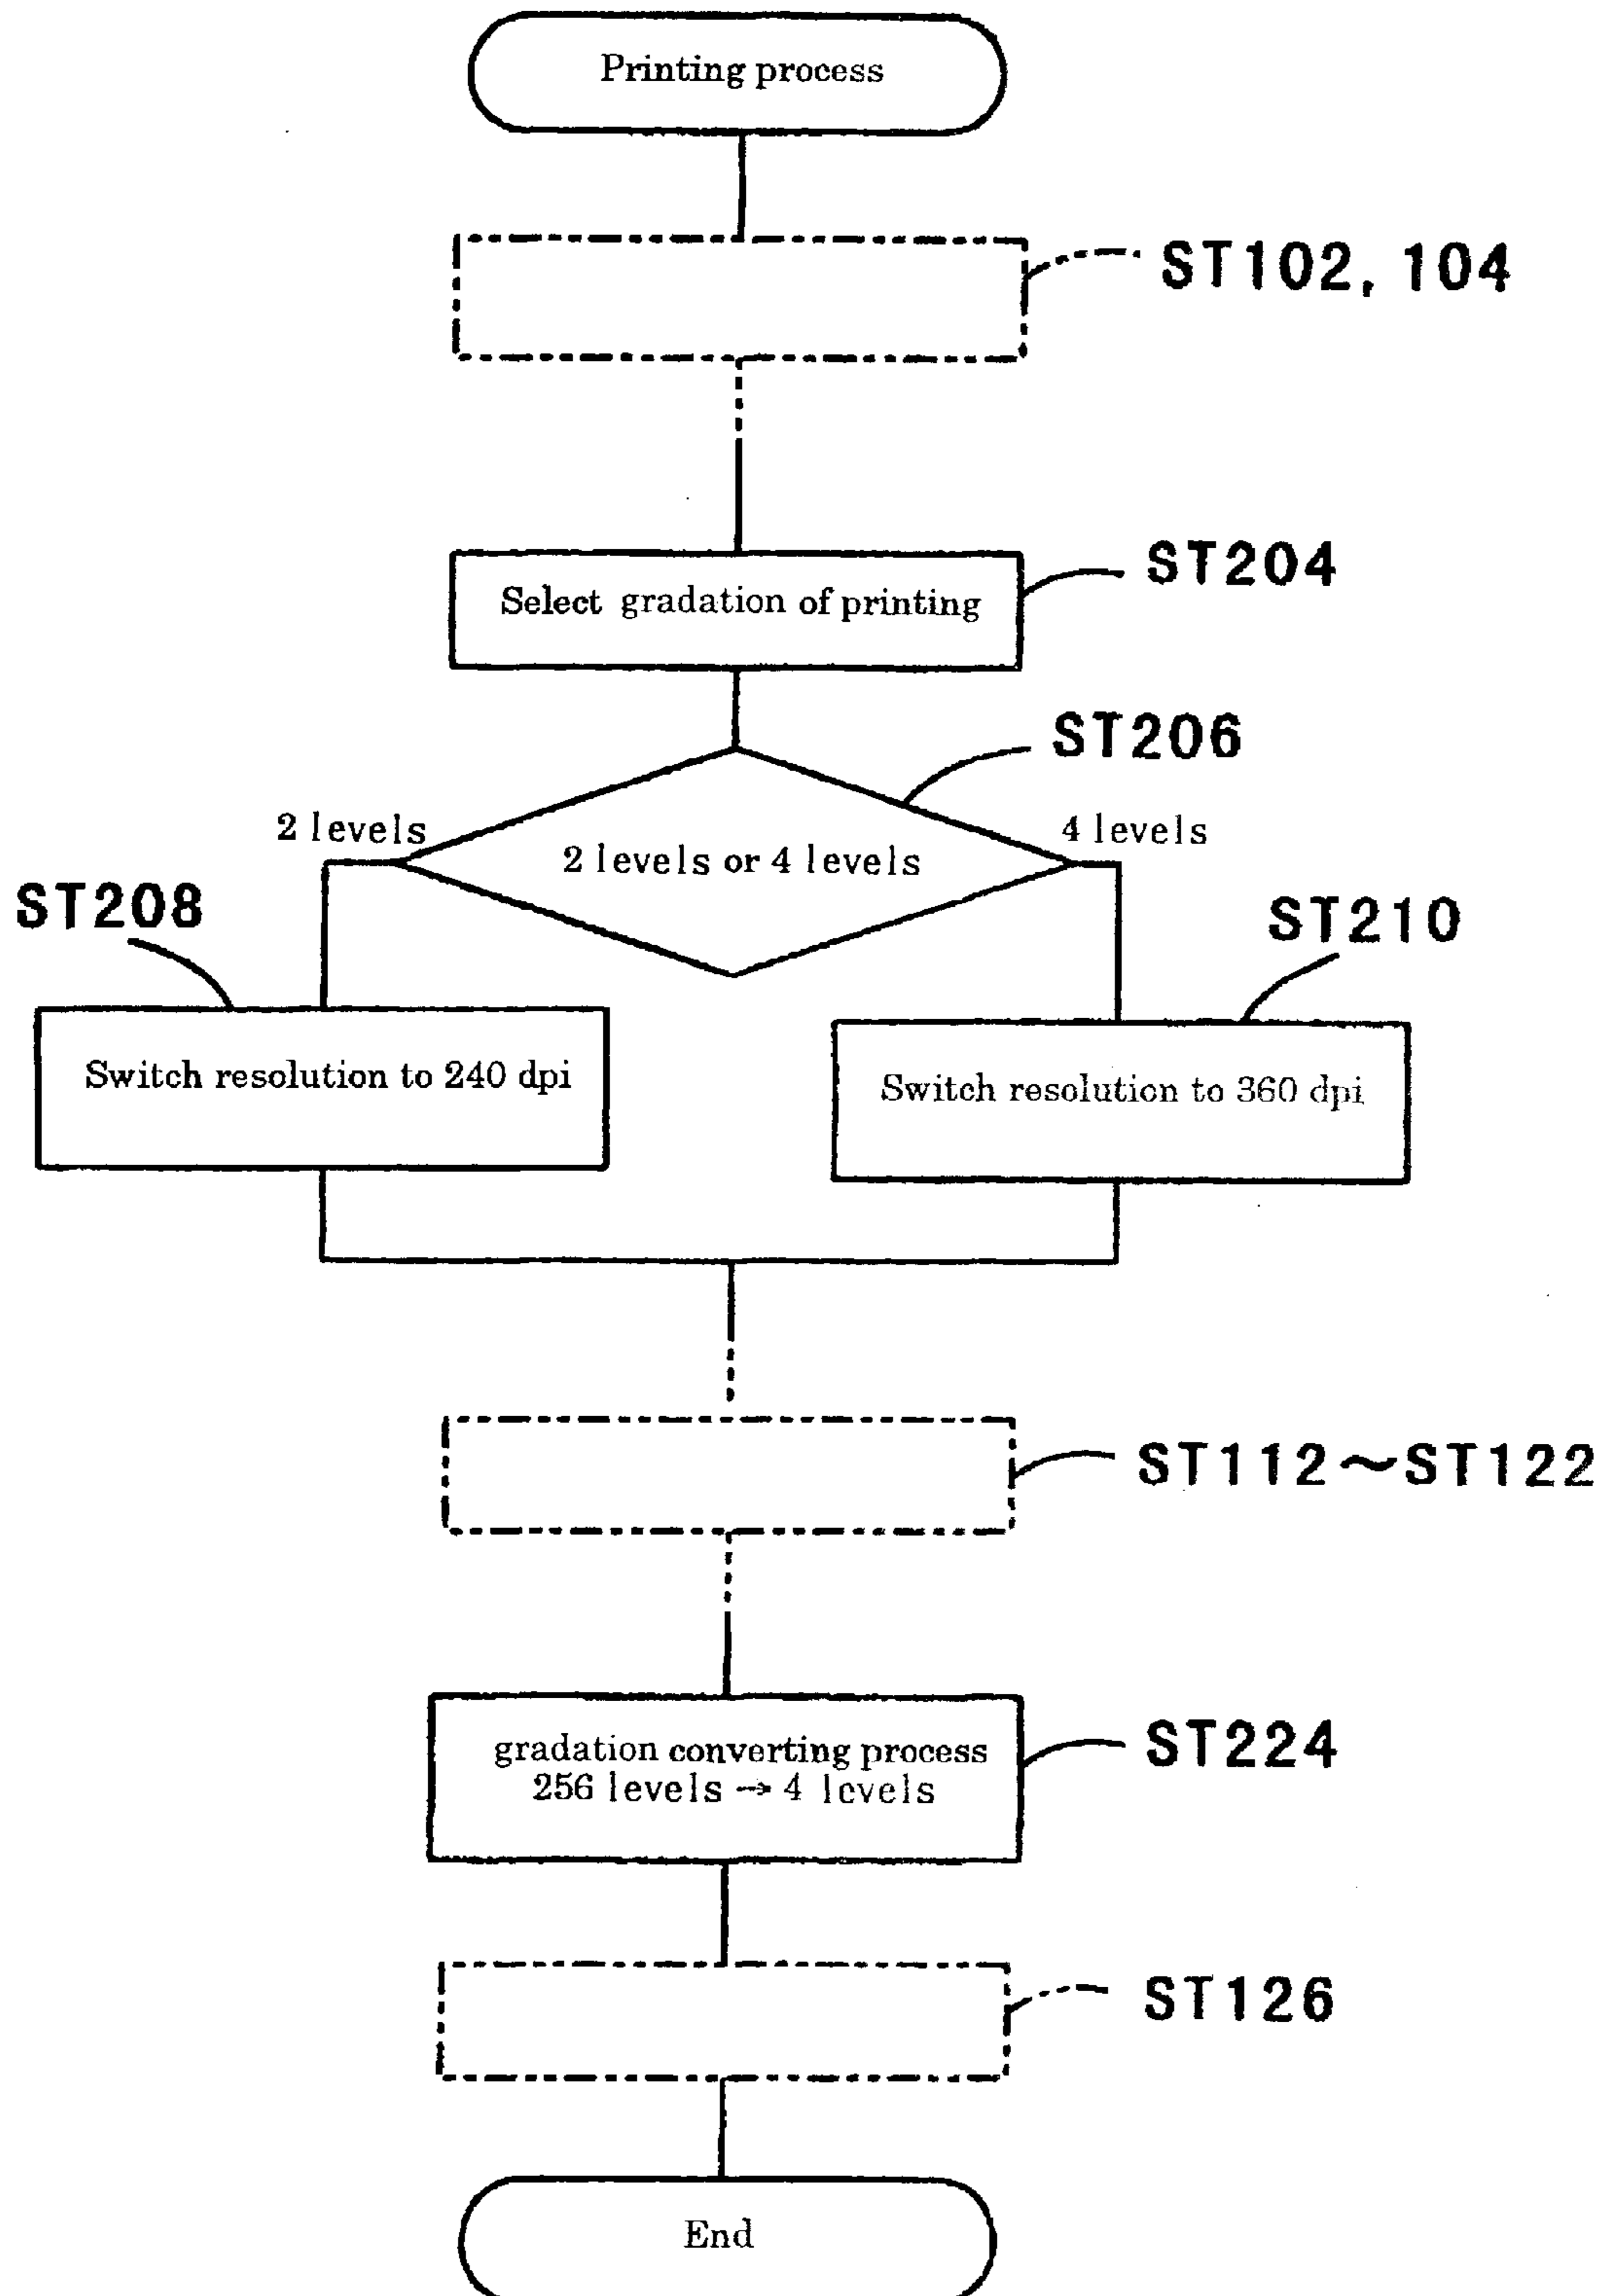 Printing process
ST102, 104
ST204
Select gradation of printing
ST206
2 levels
4 levels
2 levels or 4 levels
ST208
ST210
Switch resolution to 240 dpi
Switch resolution to 360 dpi
ST112~ST122
ST224
gradation converting process
256 levels → 4 levels
ST126
End